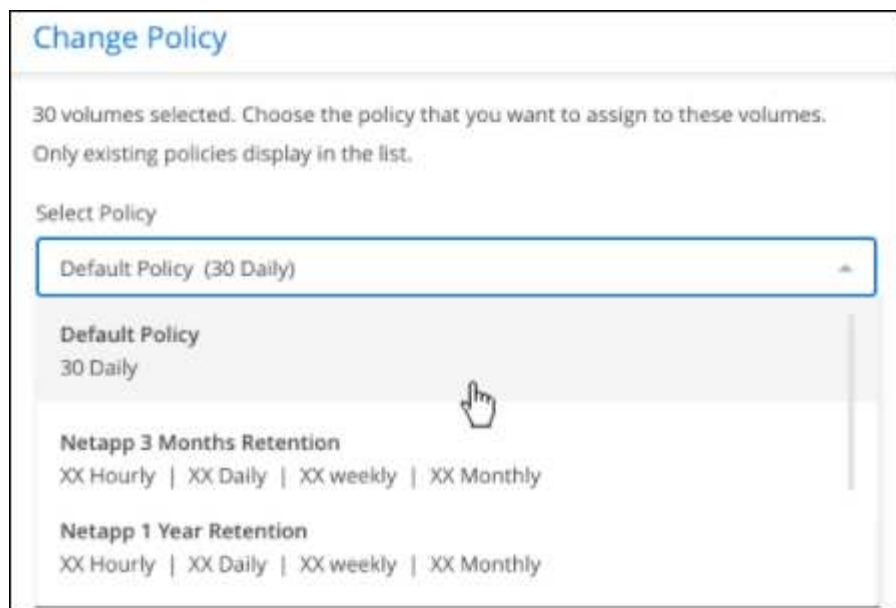 Change Policy
30 volumes selected. Choose the policy that you want to assign to these volumes.
Only existing policies display in the list.
Select Policy
Default Policy (30 Daily)
Default Policy
30 Daily
Netapp 3 Months Retention
XX Hourly | XX Daily | XX weekly | XX Monthly
Netapp 1 Year Retention
XX Hourly | XX Daily | XX weekly | XX Monthly